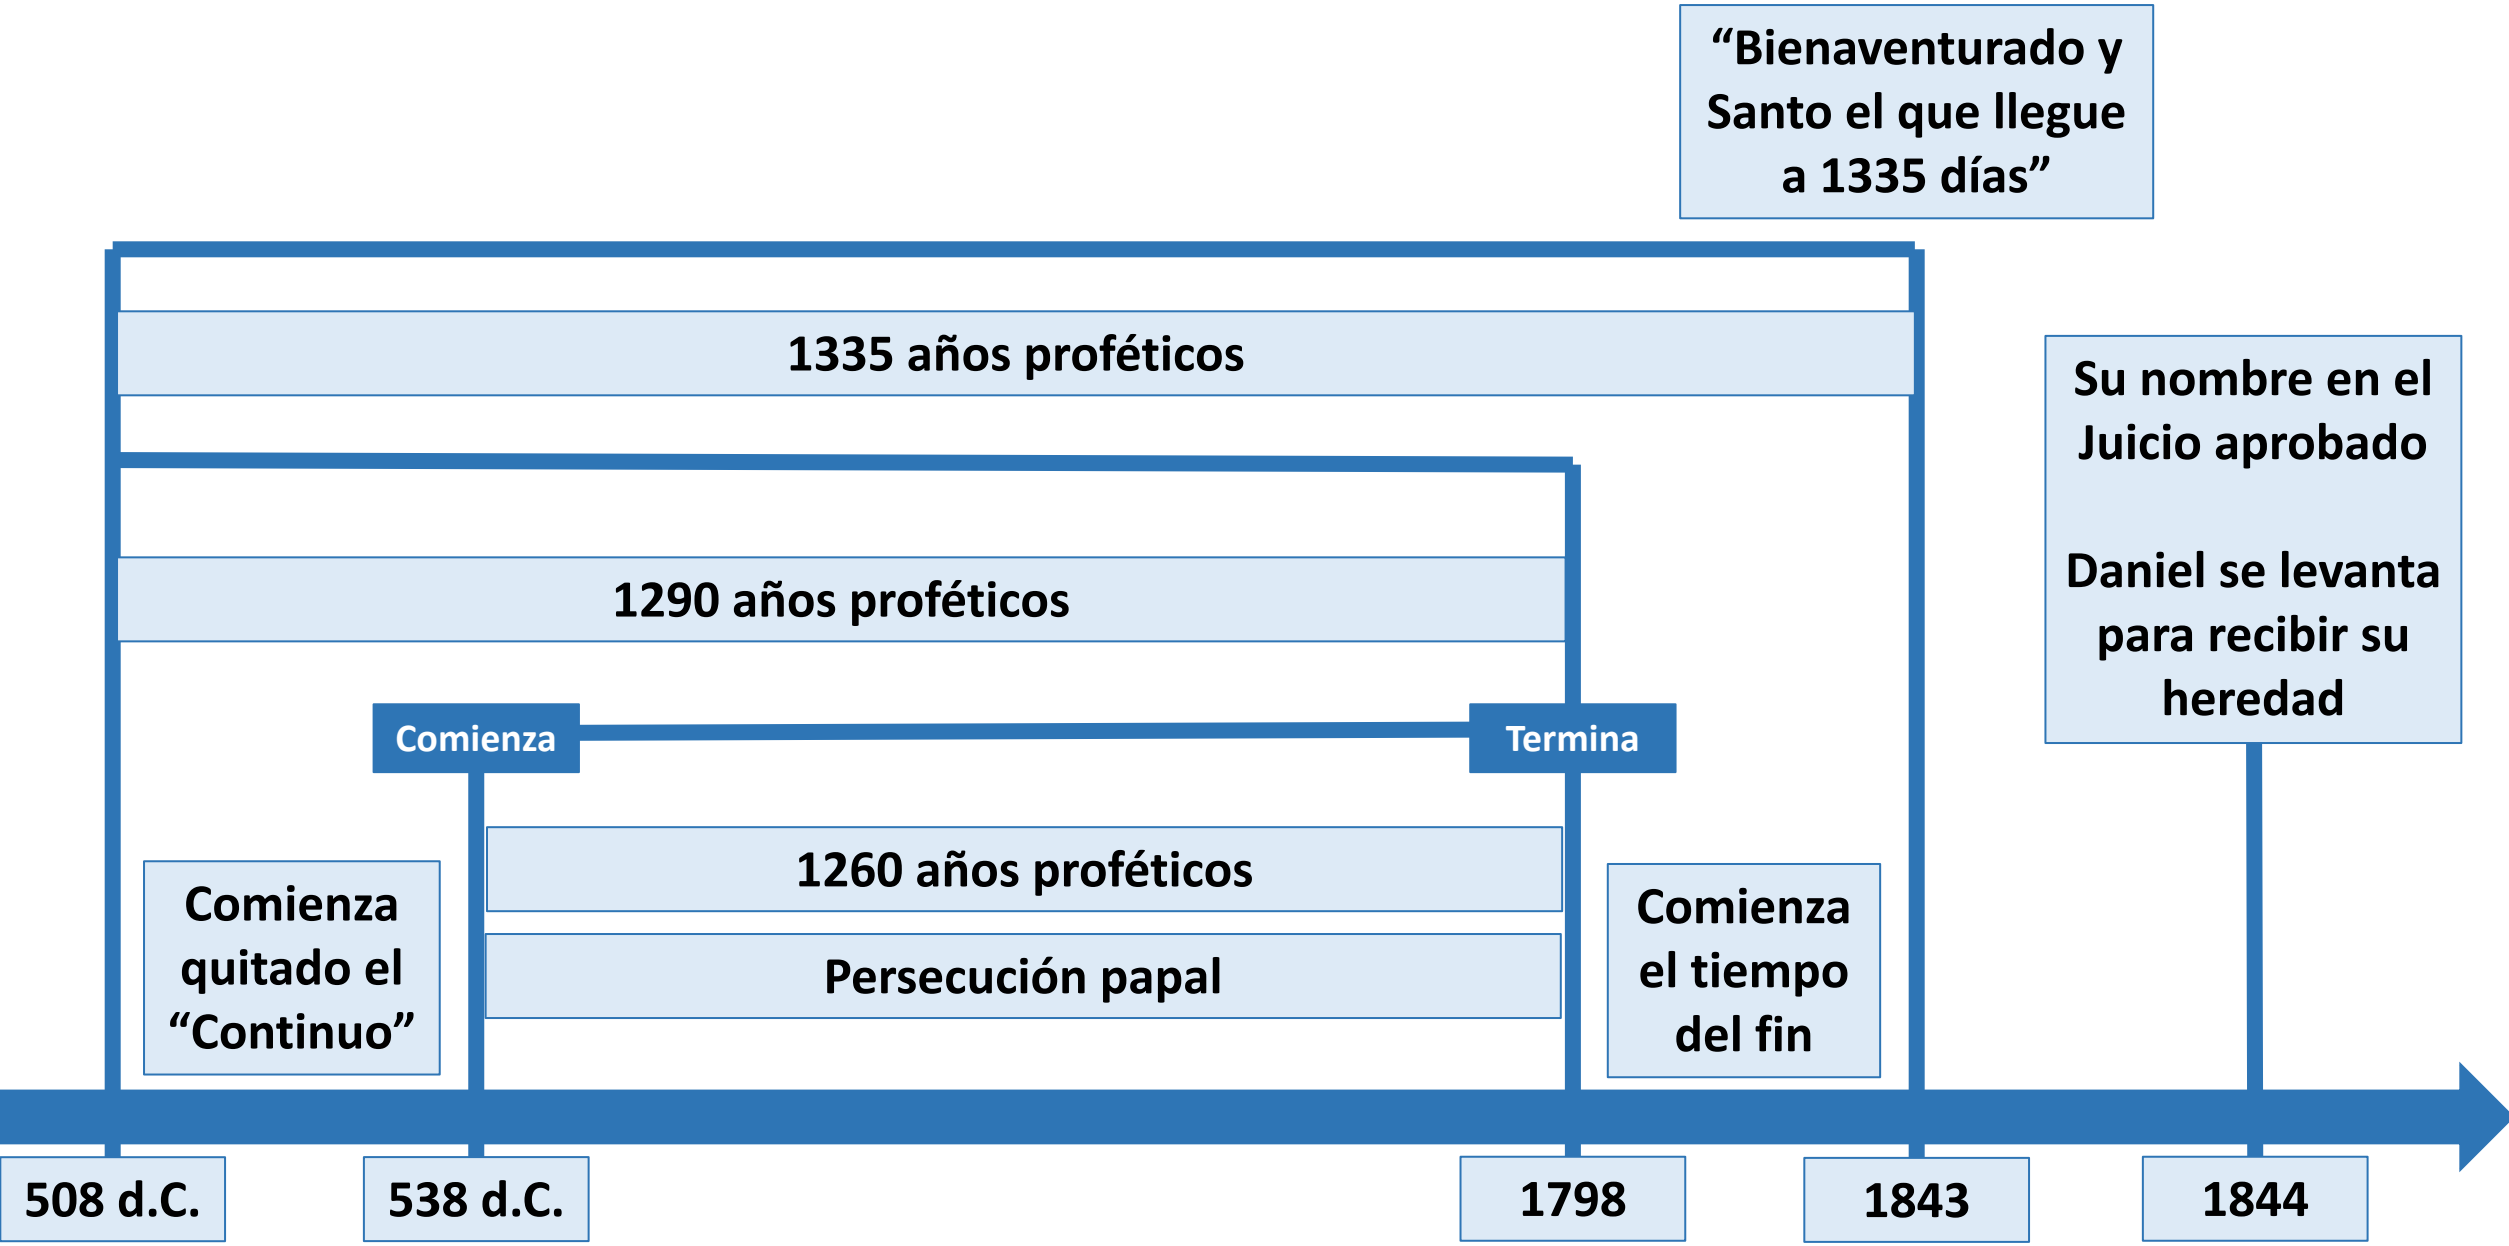 “Bienaventurado y
Santo el que llegue
a 1335 días”
1335 años proféticos
Su nombre en el
Juicio aprobado
Daniel se levanta
para recibir su
heredad
1290 años proféticos
Comienza
Termina
1260 años proféticos
Persecución papal
Comienza
quitado el
“Continuo”
Comienza
el tiempo
del fin
508 d.C.
538 d.C.
1798
1843
1844